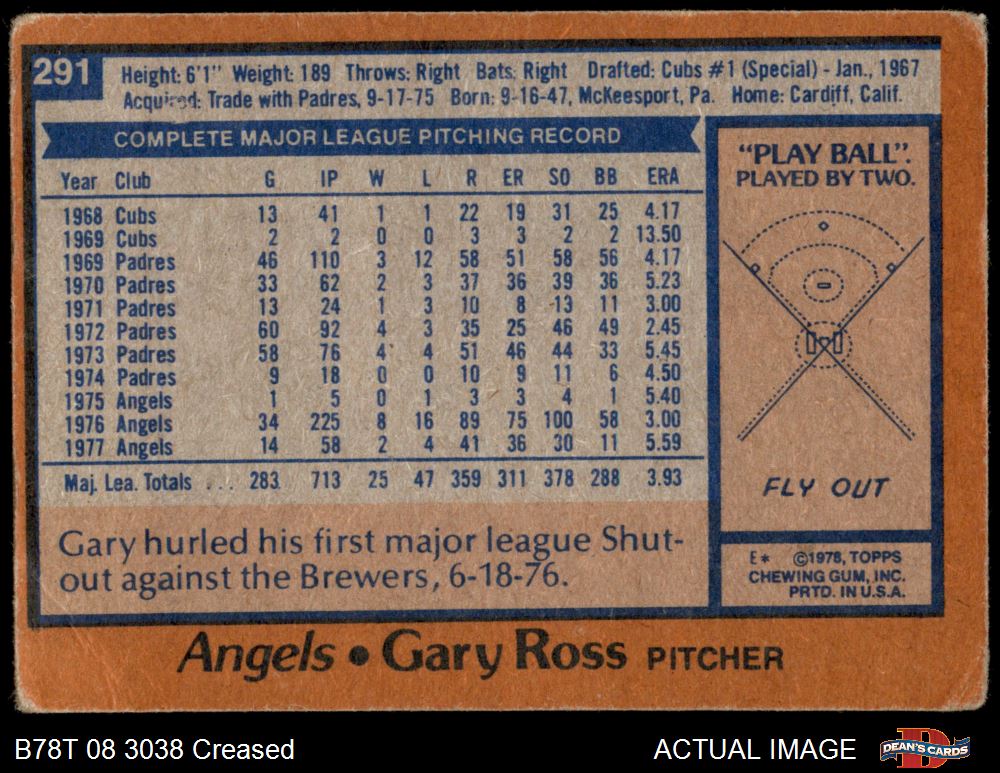 291
Height: 6'1" Weight: 189 Throws: Right Bats: Right Drafted: Cubs #1 (Special) - Jan., 1967
Acquired: Trade with Padres, 9-17-75 Born: 9-16-47, McKeesport, Pa. Home: Cardiff, Calif.
COMPLETE MAJOR LEAGUE PITCHING RECORD
Year Club G IP W L R ER SO BB ERA
1968 Cubs 13 41 1 1 22 19 31 25 4.17
1969 Cubs 2 2 0 0 3 3 2 2 13.50
1969 Padres 46 110 3 12 58 51 58 56 4.17
1970 Padres 33 62 2 3 37 36 39 36 5.23
1971 Padres 13 24 1 3 10 8 13 11 3.00
1972 Padres 60 92 4 3 35 25 46 49 2.45
1973 Padres 58 76 4 4 51 46 44 33 5.45
1974 Padres 9 18 0 0 10 9 11 6 4.50
1975 Angels 1 5 0 1 3 3 4 1 5.40
1976 Angels 34 225 8 16 89 75 100 58 3.00
1977 Angels 14 58 2 4 41 36 30 11 5.59
Maj. Lea. Totals ... 283 713 25 47 359 311 378 288 3.93
Gary hurled his first major league Shut-
out against the Brewers, 6-18-76.
"PLAY BALL".
PLAYED BY TWO.
FLY OUT
E* ©1978, TOPPS
CHEWING GUM, INC.
PRTD. IN U.S.A.
Angels • Gary Ross PITCHER
B78T 08 3038 Creased
ACTUAL IMAGE
D
DEAN'S CARDS